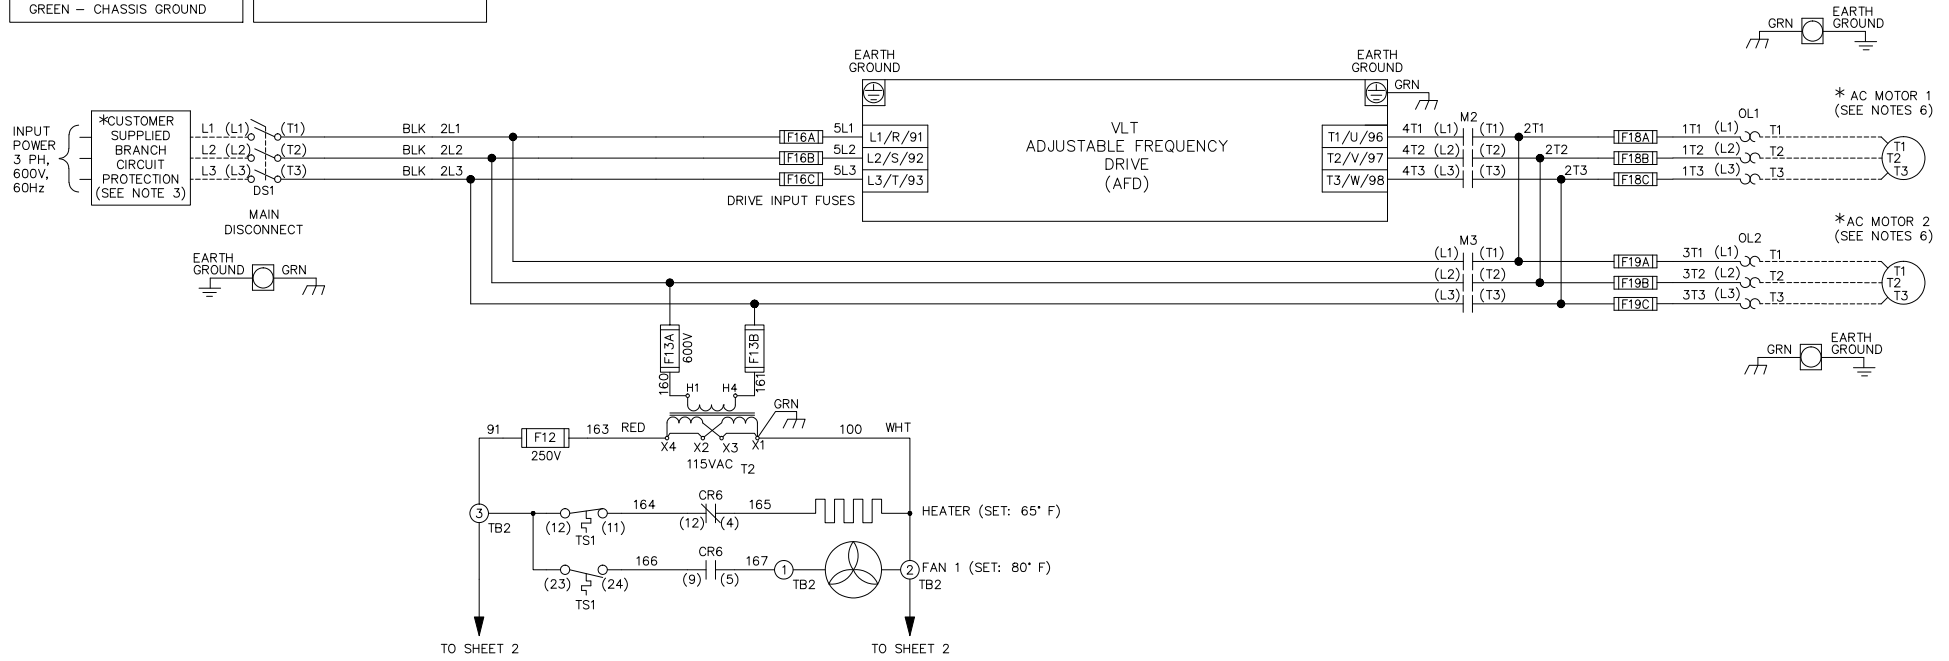 GREEN – CHASSIS GROUND
INPUT
POWER
3 PH,
600V,
60Hz
*CUSTOMER
SUPPLIED
BRANCH
CIRCUIT
PROTECTION
(SEE NOTE 3)
L1 (L1) (T1) BLK 2L1
L2 (L2) (T2) BLK 2L2
L3 (L3) (T3) BLK 2L3
DS1
MAIN
DISCONNECT
EARTH
GROUND
GRN
F16A 5L1
F16B 5L2
F16C 5L3
DRIVE INPUT FUSES
EARTH
GROUND
L1/R/91
L2/S/92
L3/T/93
VLT
ADJUSTABLE FREQUENCY
DRIVE
(AFD)
EARTH
GROUND
GRN
T1/U/96
T2/V/97
T3/W/98
M2
4T1 (L1) (T1) 2T1
4T2 (L2) (T2) 2T2
4T3 (L3) (T3) 2T3
OL1
F18A 1T1 (L1) T1
F18B 1T2 (L2) T2
F18C 1T3 (L3) T3
GRN
EARTH
GROUND
* AC MOTOR 1
(SEE NOTES 6)
T1
T2
T3
M3
(L1) (T1)
(L2) (T2)
(L3) (T3)
OL2
F19A 3T1 (L1) T1
F19B 3T2 (L2) T2
F19C 3T3 (L3) T3
*AC MOTOR 2
(SEE NOTES 6)
T1
T2
T3
GRN
EARTH
GROUND
F13A
600V
F13B
160
161
H1 H4
GRN
91 F12 163 RED
250V
X4 X2 X3 X1
100 WHT
115VAC T2
3
TB2
(12) (11)
TS1
164
CR6
(12) (4)
165
HEATER (SET: 65° F)
(23) (24)
TS1
166
CR6
(9) (5)
167
1
TB2
2
TB2
FAN 1 (SET: 80° F)
TO SHEET 2
TO SHEET 2